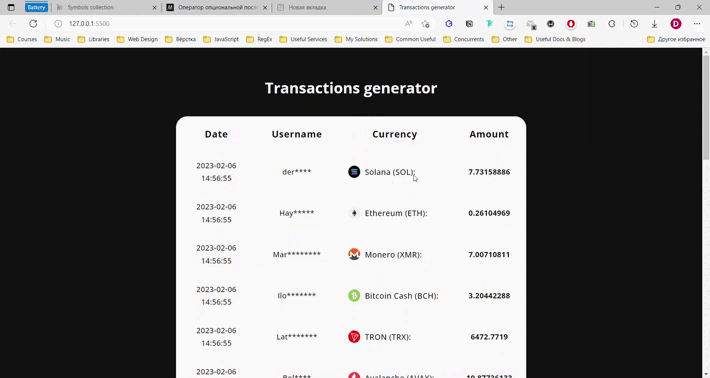 Battery
Symbols collection
Оператор опциональной посл
Новая вкладка
Transactions generator
127.0.0.1:5500
Courses
Music
Libraries
Web Design
Вёрстка
JavaScript
RegEx
Useful Services
My Solutions
Common Useful
Concurrents
Other
Useful Docs & Blogs
Другое избранное
Transactions generator
Date Username Currency Amount
2023-02-06
14:56:55
der**** Solana (SOL): 7.73158886
2023-02-06
14:56:55
Hay***** Ethereum (ETH): 0.26104969
2023-02-06
14:56:55
Mar******** Monero (XMR): 7.00710811
2023-02-06
14:56:55
Ilo******* Bitcoin Cash (BCH): 3.20442288
2023-02-06
14:56:55
Lat******* TRON (TRX): 6472.7719
2023-02-06
Bol**** Avalanche (AVAX): 10.87736133